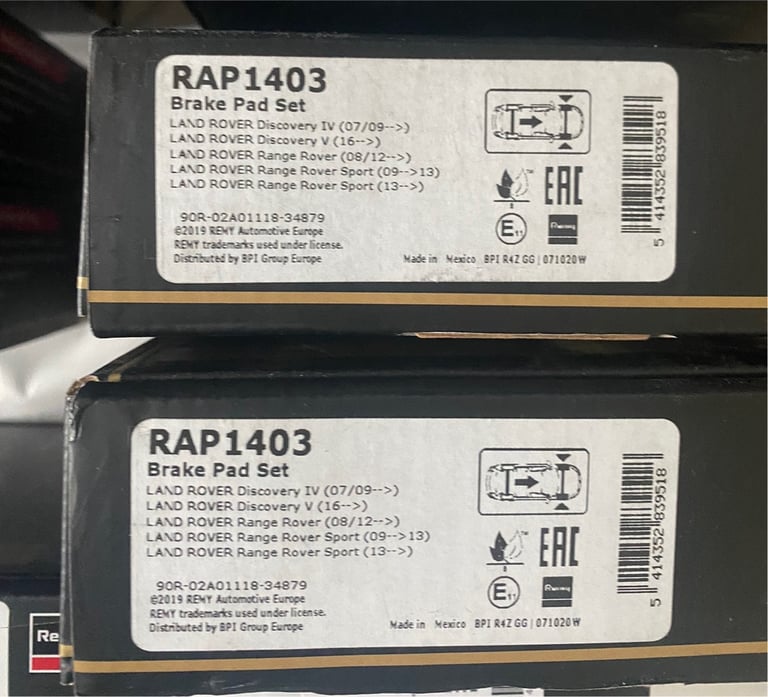 RAP1403
Brake Pad Set
LAND ROVER Discovery IV (07/09-->)
LAND ROVER Discovery V (16-->)
LAND ROVER Range Rover (08/12-->)
LAND ROVER Range Rover Sport (09-->13)
LAND ROVER Range Rover Sport (13-->)
EAC
E11
Remy
90R-02A01118-34879
©2019 REMY Automotive Europe
REMY trademarks used under license.
Distributed by BPI Group Europe
Made in Mexico BPI R4Z GG | 071020W
5 414352 839518
RAP1403
Brake Pad Set
LAND ROVER Discovery IV (07/09-->)
LAND ROVER Discovery V (16-->)
LAND ROVER Range Rover (08/12-->)
LAND ROVER Range Rover Sport (09-->13)
LAND ROVER Range Rover Sport (13-->)
EAC
E11
Remy
90R-02A01118-34879
©2019 REMY Automotive Europe
REMY trademarks used under license.
Distributed by BPI Group Europe
Made in Mexico BPI R4Z GG | 071020W
5 414352 839518
Re